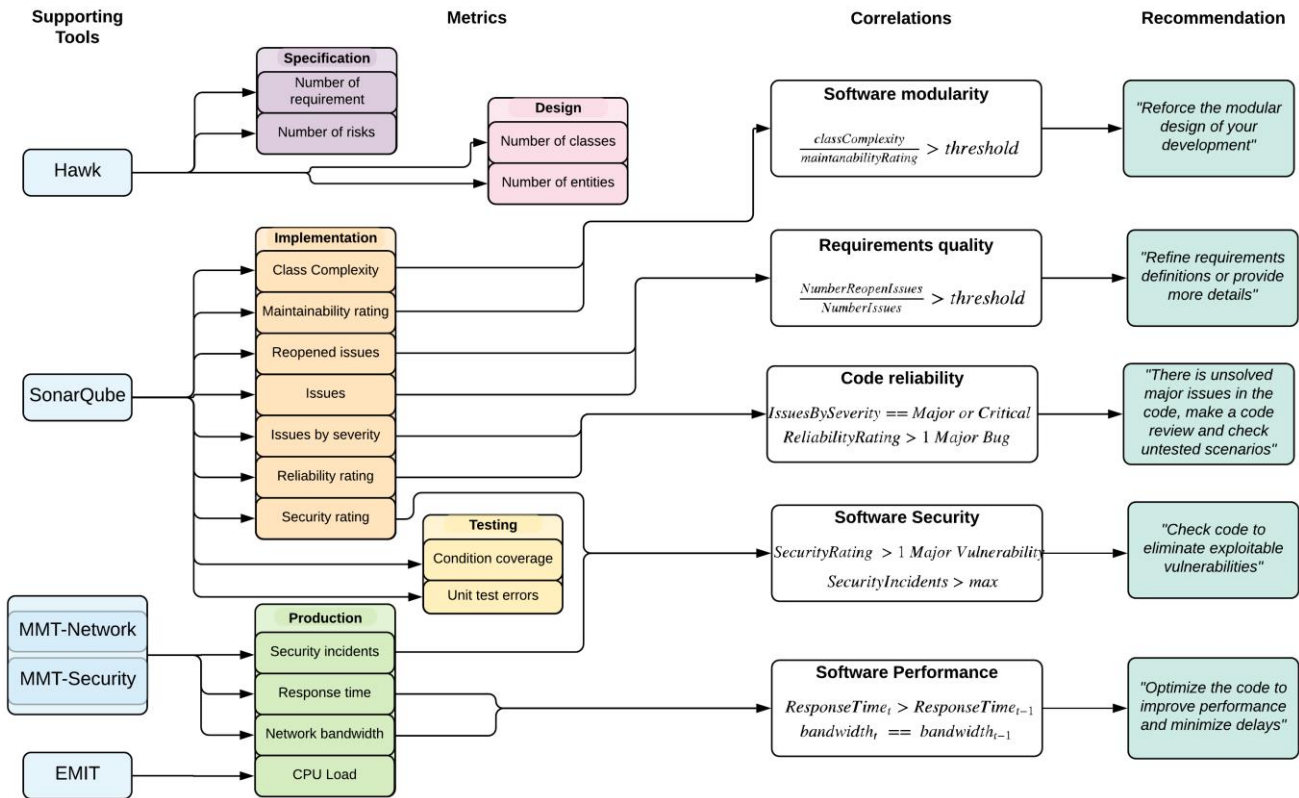 Supporting
Tools
Metrics
Correlations
Recommendation
Hawk
SonarQube
MMT-Network
MMT-Security
EMIT
Specification
Number of
requirement
Number of risks
Design
Number of classes
Number of entities
Implementation
Class Complexity
Maintainability rating
Reopened issues
Issues
Issues by severity
Reliability rating
Security rating
Testing
Condition coverage
Unit test errors
Production
Security incidents
Response time
Network bandwidth
CPU Load
Software modularity
classComplexity
maintanabilityRating
> threshold
"Reforce the modular
design of your
development"
Requirements quality
NumberReopenIssues
NumberIssues
> threshold
"Refine requirements
definitions or provide
more details"
Code reliability
IssuesBySeverity == Major or Critical
ReliabilityRating > 1 Major Bug
"There is unsolved
major issues in the
code, make a code
review and check
untested scenarios"
Software Security
SecurityRating > 1 Major Vulnerability
SecurityIncidents > max
"Check code to
eliminate exploitable
vulnerabilities"
Software Performance
ResponseTime_t > ResponseTime_{t-1}
bandwidth_t == bandwidth_{t-1}
"Optimize the code to
improve performance
and minimize delays"